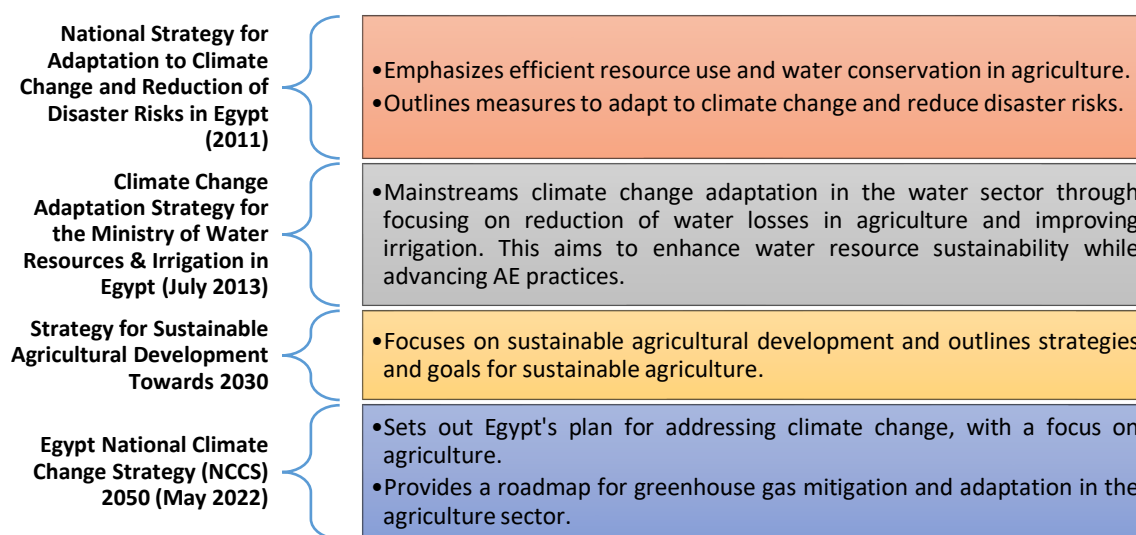 National Strategy for
Adaptation to Climate
Change and Reduction of
Disaster Risks in Egypt
(2011)
•Emphasizes efficient resource use and water conservation in agriculture.
•Outlines measures to adapt to climate change and reduce disaster risks.
Climate Change
Adaptation Strategy for
the Ministry of Water
Resources & Irrigation in
Egypt (July 2013)
•Mainstreams climate change adaptation in the water sector through
focusing on reduction of water losses in agriculture and improving
irrigation. This aims to enhance water resource sustainability while
advancing AE practices.
Strategy for Sustainable
Agricultural Development
Towards 2030
•Focuses on sustainable agricultural development and outlines strategies
and goals for sustainable agriculture.
Egypt National Climate
Change Strategy (NCCS)
2050 (May 2022)
•Sets out Egypt's plan for addressing climate change, with a focus on
agriculture.
•Provides a roadmap for greenhouse gas mitigation and adaptation in the
agriculture sector.